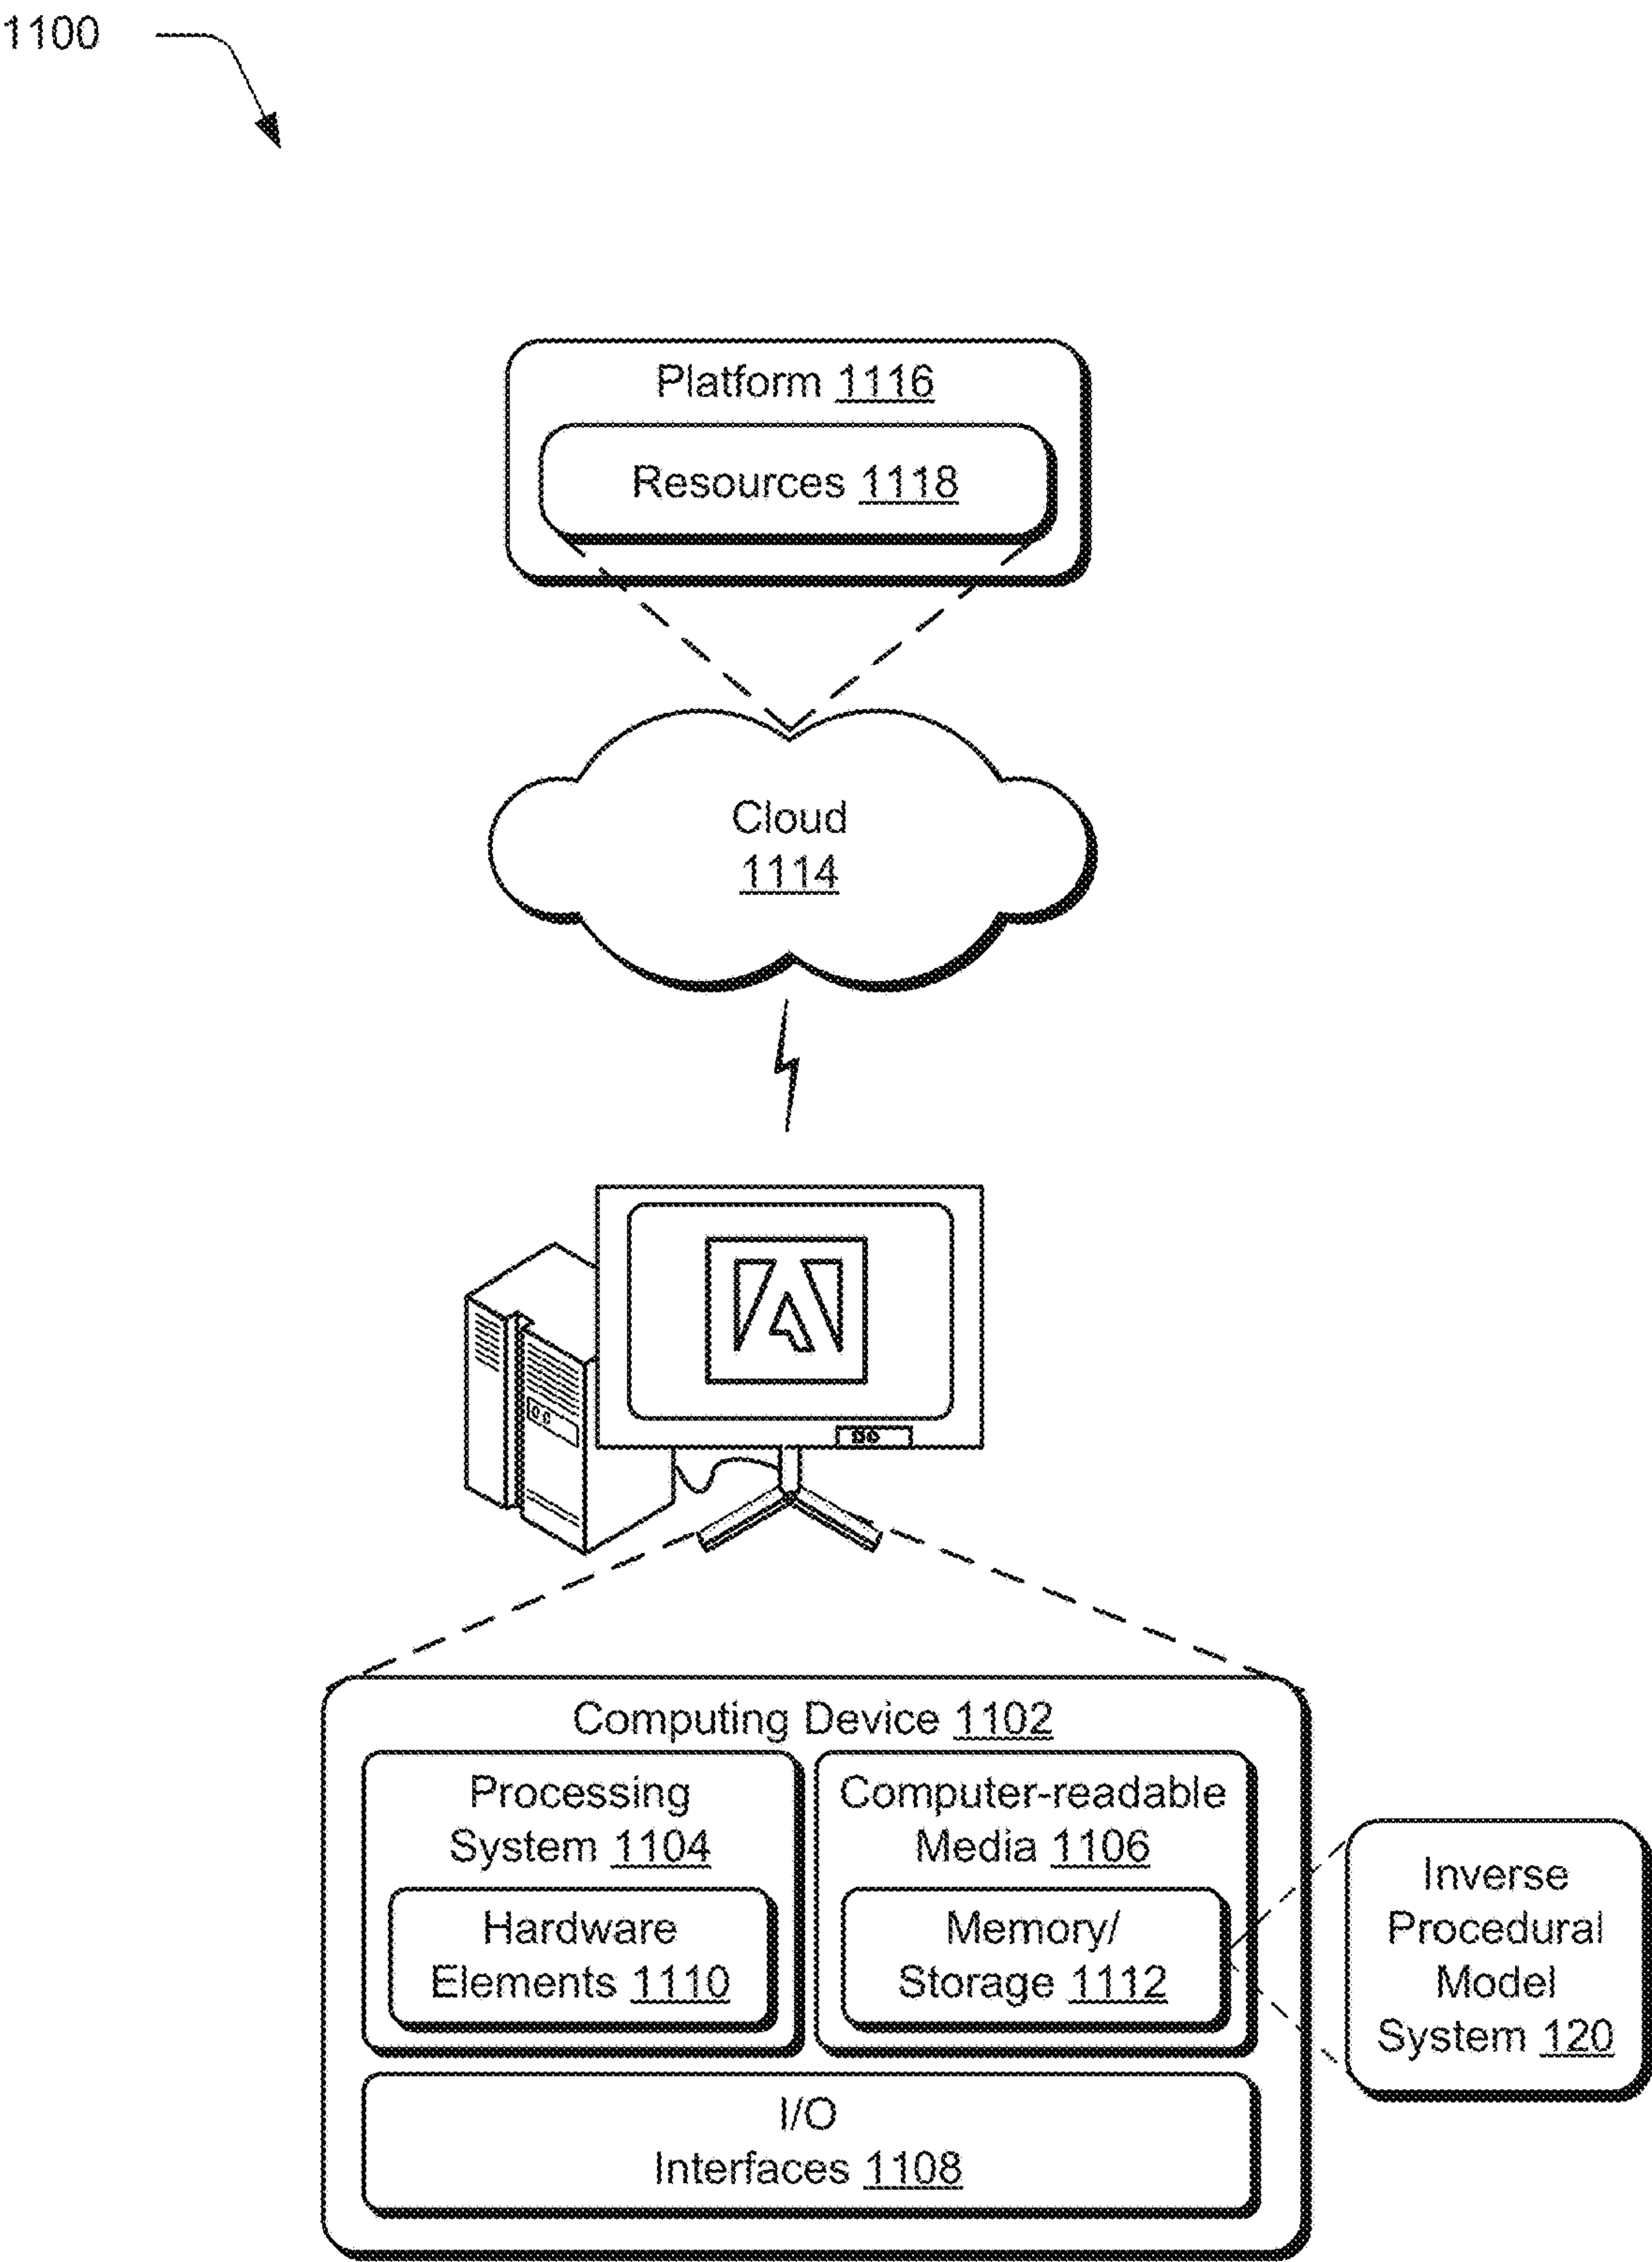 1100
Platform 1116
Resources 1118
Cloud
1114
Computing Device 1102
Processing
System 1104
Hardware
Elements 1110
Computer-readable
Media 1106
Memory/
Storage 1112
I/O
Interfaces 1108
Inverse
Procedural
Model
System 120